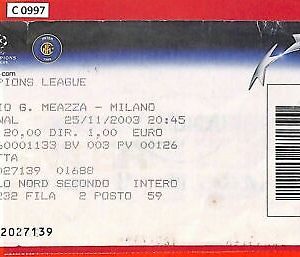 C 0997
.com
PIONS LEAGUE
IO G. MEAZZA - MILANO
NAL 25/11/2003 20:45
20,00 DIR. 1,00 EURO
60001133 BV 003 PV 00126
TTA
027139 01688
LO NORD SECONDO INTERO
232 FILA 2 POSTO 59
2027139